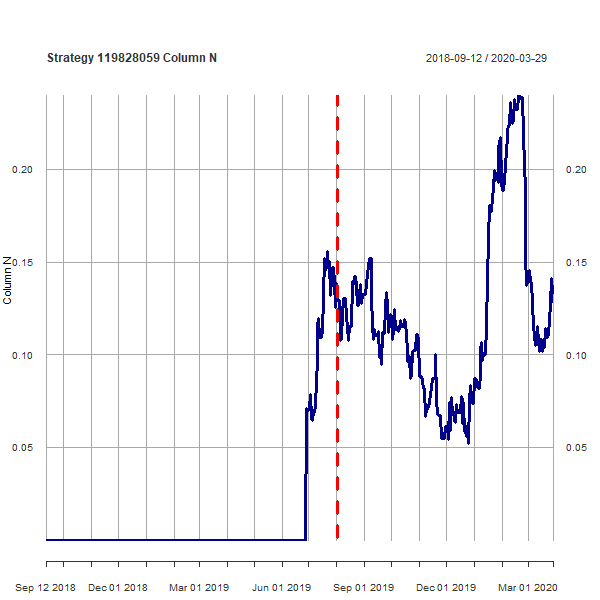 Strategy 119828059 Column N
2018-09-12 / 2020-03-29
0.20
0.20
0.15
0.15
Column N
0.10
0.10
0.05
0.05
Sep 12 2018
Dec 01 2018
Mar 01 2019
Jun 01 2019
Sep 01 2019
Dec 01 2019
Mar 01 2020